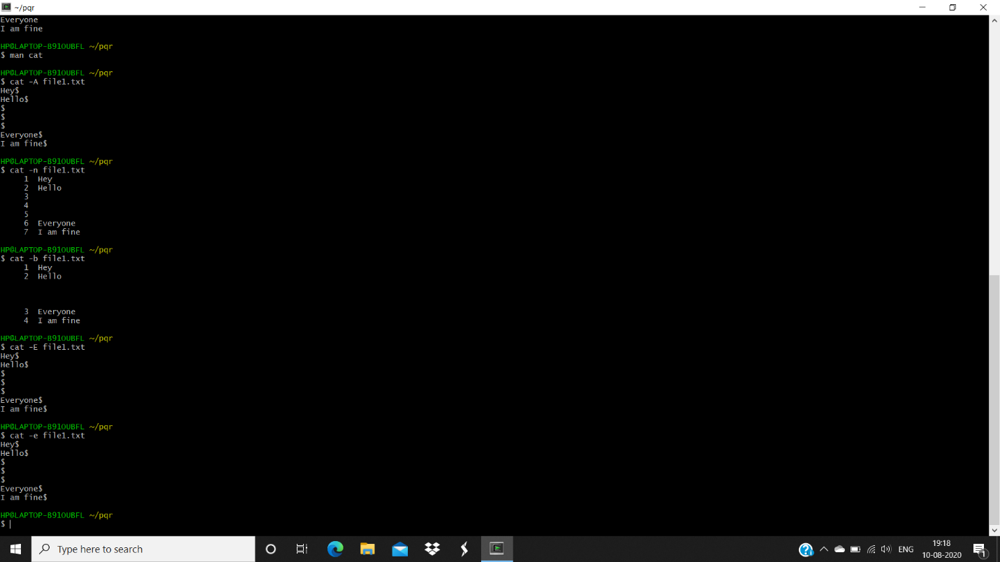 ~/pqr
Everyone
I am fine
HP@LAPTOP-B91OUBFL ~/pqr
$ man cat
HP@LAPTOP-B91OUBFL ~/pqr
$ cat -A file1.txt
Hey$
Hello$
$
$
$
Everyone$
I am fine$
HP@LAPTOP-B91OUBFL ~/pqr
$ cat -n file1.txt
1 Hey
2 Hello
3
4
5
6 Everyone
7 I am fine
HP@LAPTOP-B91OUBFL ~/pqr
$ cat -b file1.txt
1 Hey
2 Hello
3 Everyone
4 I am fine
HP@LAPTOP-B91OUBFL ~/pqr
$ cat -E file1.txt
Hey$
Hello$
$
$
$
Everyone$
I am fine$
HP@LAPTOP-B91OUBFL ~/pqr
$ cat -e file1.txt
Hey$
Hello$
$
$
$
Everyone$
I am fine$
HP@LAPTOP-B91OUBFL ~/pqr
$
Type here to search
ENG
19:18
10-08-2020
1